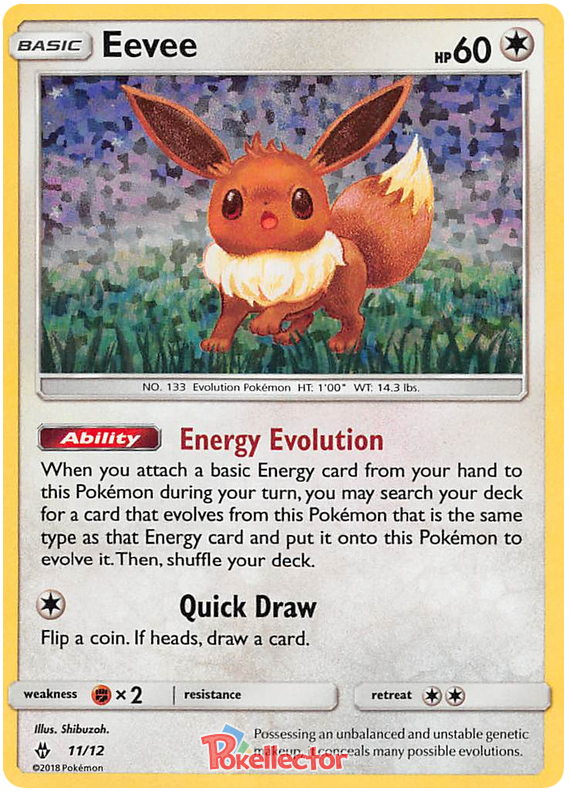 BASIC Eevee HP60
NO. 133 Evolution Pokémon HT: 1'00" WT: 14.3 lbs.
Ability Energy Evolution
When you attach a basic Energy card from your hand to
this Pokémon during your turn, you may search your deck
for a card that evolves from this Pokémon that is the same
type as that Energy card and put it onto this Pokémon to
evolve it. Then, shuffle your deck.
Quick Draw
Flip a coin. If heads, draw a card.
weakness ×2 resistance retreat
Illus. Shibuzoh.
11/12
©2018 Pokémon
Possessing an unbalanced and unstable genetic
makeup, it conceals many possible evolutions.
Pokellector